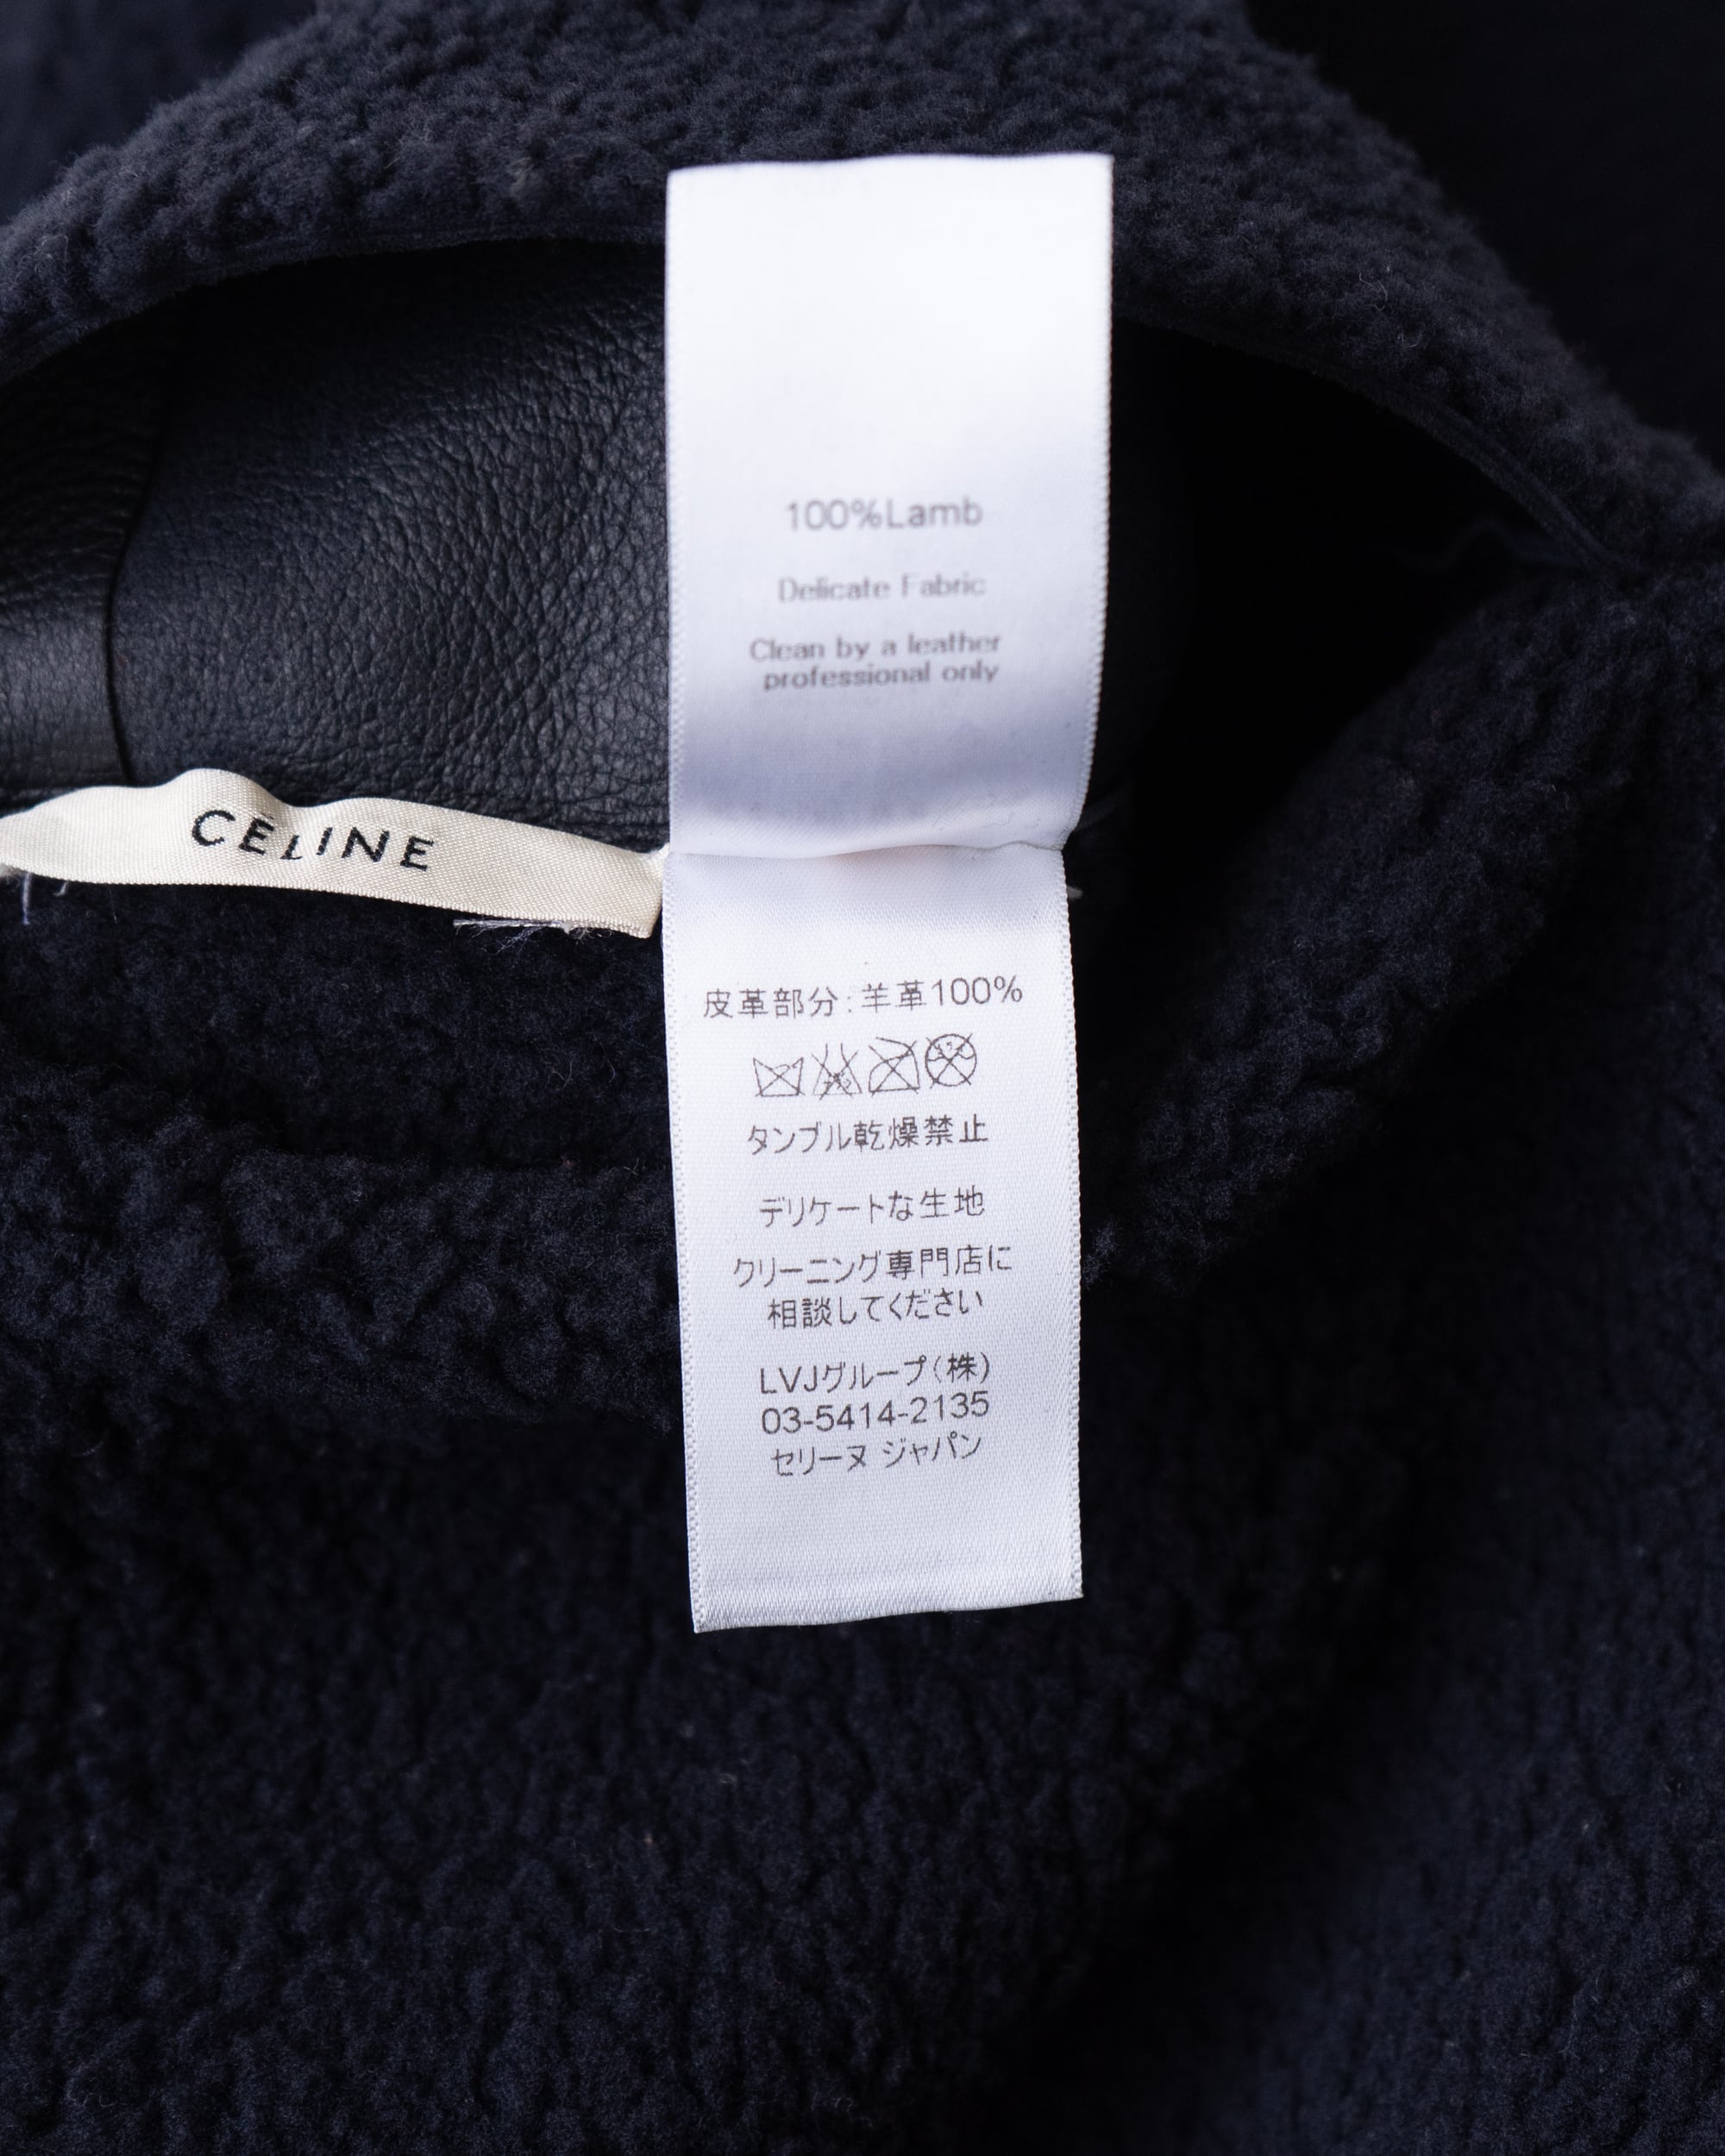 100%Lamb
Delicate Fabric
Clean by a leather
professional only
CELINE
皮革部分:羊革100%
タンブル乾燥禁止
デリケートな生地
クリーニング専門店に
相談してください
LVJグループ(株)
03-5414-2135
セリーヌ ジャパン